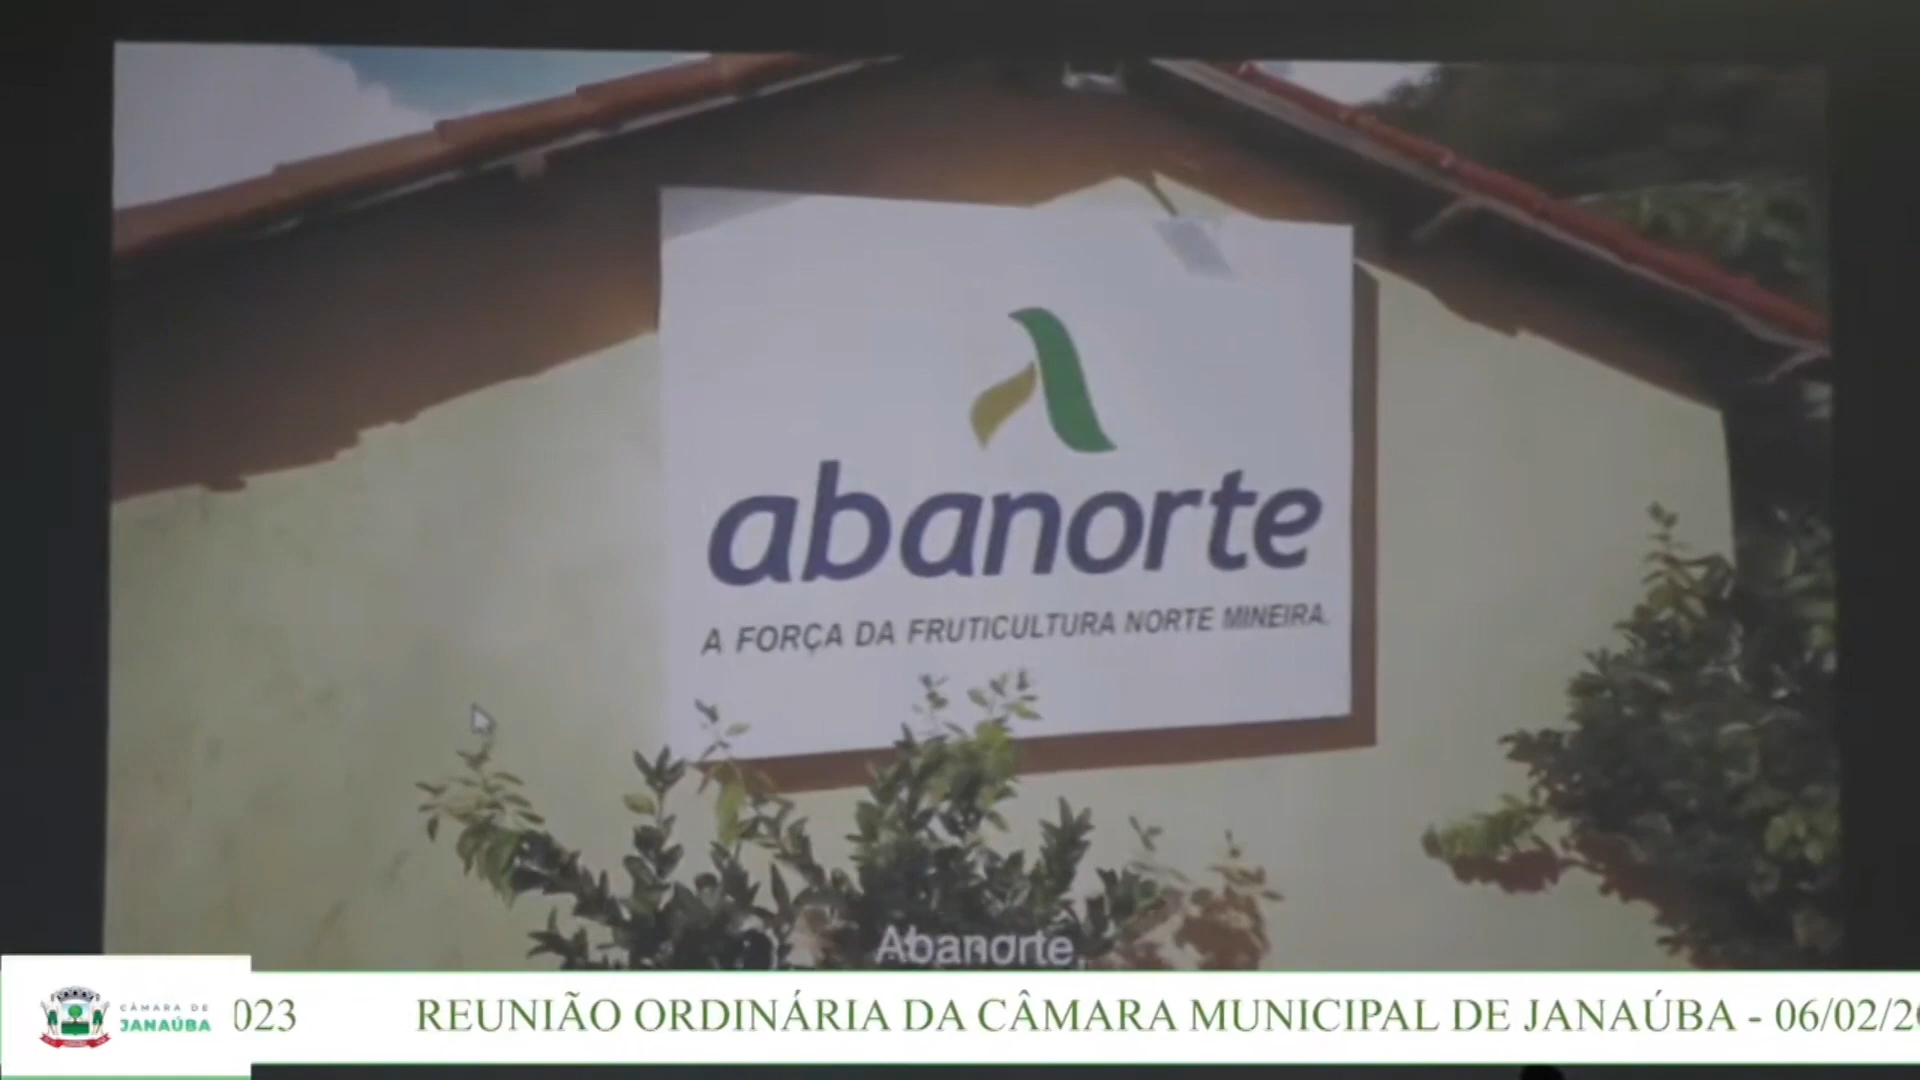 abanorte
A FORÇA DA FRUTICULTURA NORTE MINEIRA.
Abanorte,
CÂMARA DE
JANAÚBA
023 REUNIÃO ORDINÁRIA DA CÂMARA MUNICIPAL DE JANAÚBA - 06/02/20